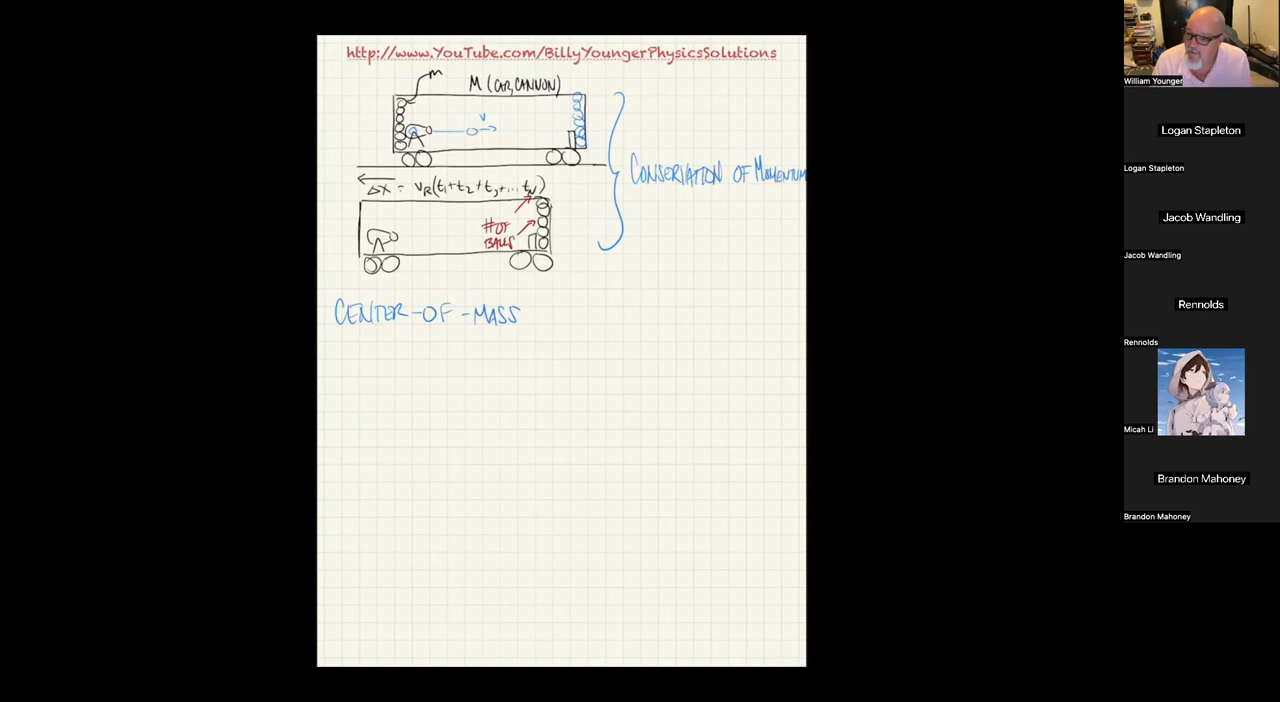 http://www.YouTube.com/BillyYoungerPhysicsSolutions
m
M (CAR, CANNON)
v
CONSERVATION OF MOMENTUM
Δx = vR(t1+t2+t3+...tN)
# OF
BALLS
CENTER-OF-MASS
William Younger
Logan Stapleton
Logan Stapleton
Jacob Wandling
Jacob Wandling
Rennolds
Rennolds
Micah Li
Brandon Mahoney
Brandon Mahoney